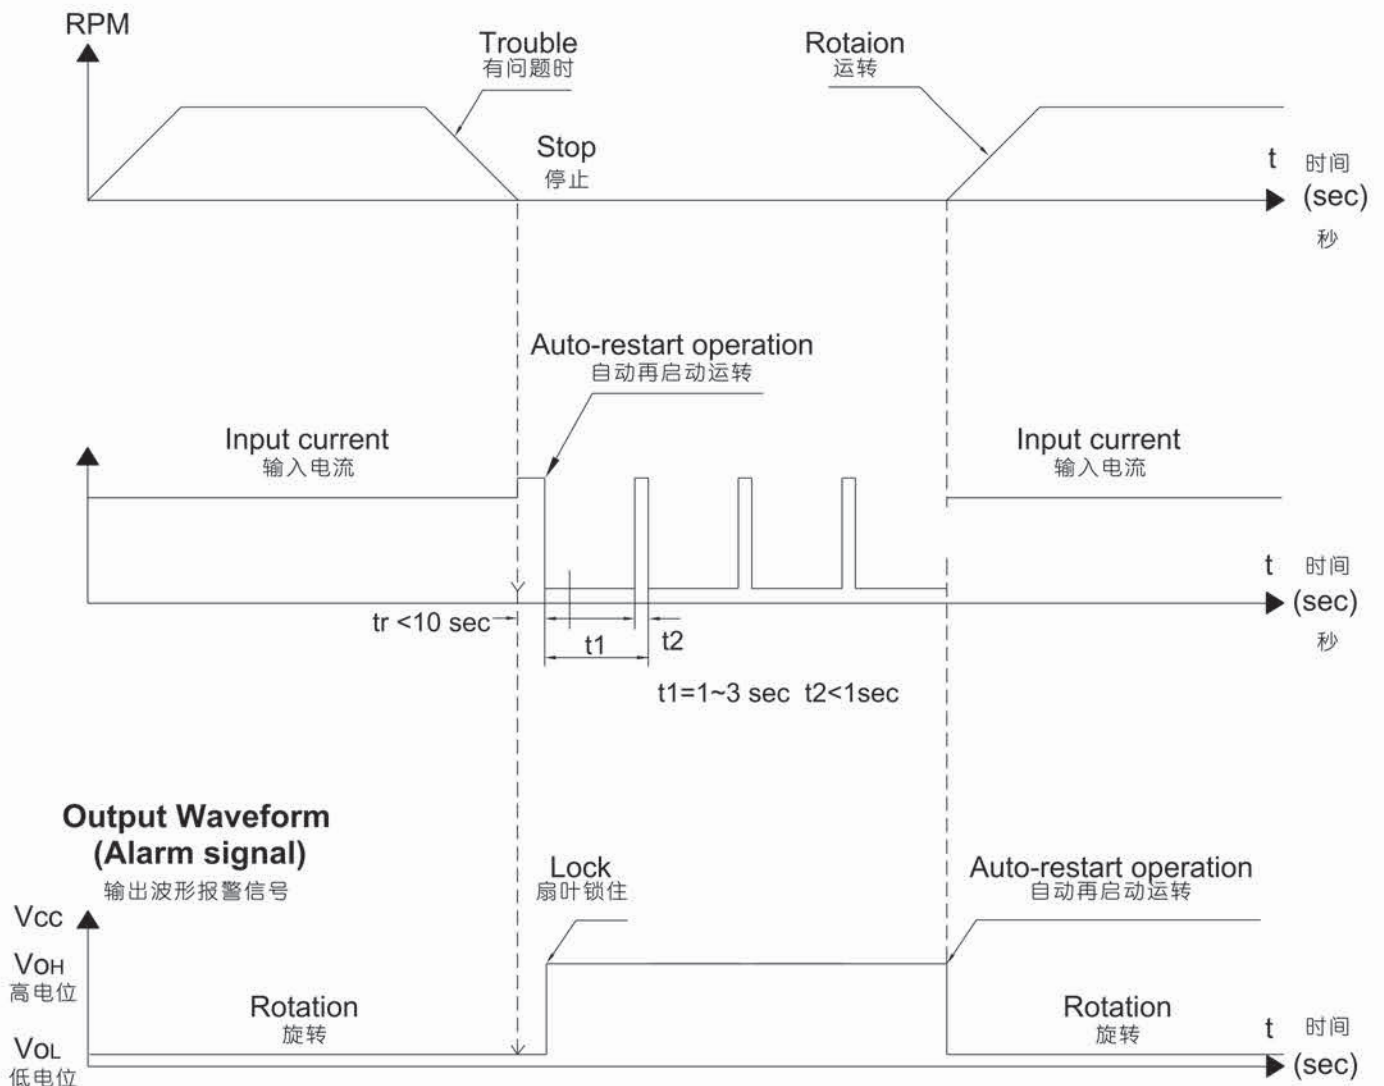 RPM
Trouble
有问题时
Rotaion
运转
Stop
停止
t 时间
(sec)
秒
Auto-restart operation
自动再启动运转
Input current
输入电流
Input current
输入电流
t 时间
(sec)
秒
tr <10 sec
t1
t2
t1=1~3 sec t2<1sec
Output Waveform
(Alarm signal)
输出波形报警信号
Lock
扇叶锁住
Auto-restart operation
自动再启动运转
Vcc
VOH
高电位
Rotation
旋转
Rotation
旋转
t 时间
VOL
低电位
(sec)